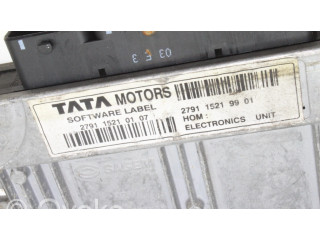 03 F 3
TATA MOTORS
SOFTWARE LABEL
2791 1521 01 07
2791 1521 99 01
HOM :
ELECTRONICS UNIT